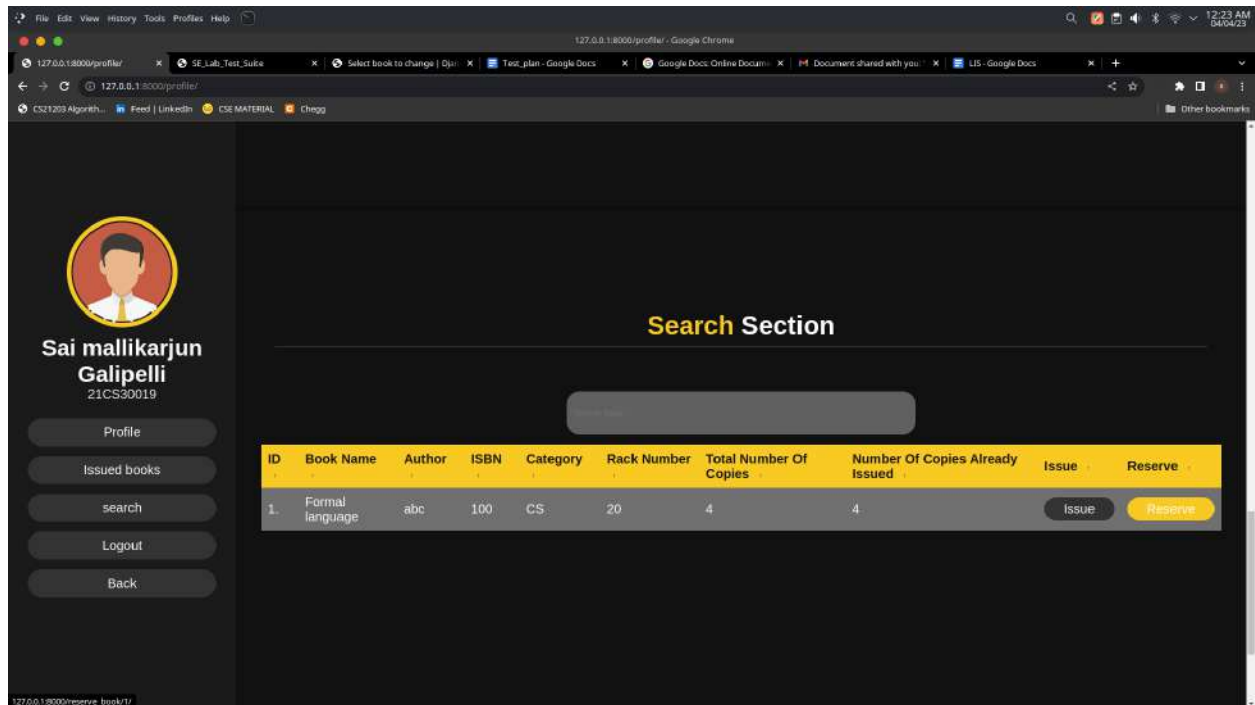 File Edit View History Tools Profiles Help
12:23 AM
04/04/23
127.0.0.1:8000/profile/ - Google Chrome
127.0.0.1:8000/profile/ SE_Lab_Test_Suite Select book to change | Djan Test_plan - Google Docs Google Docs: Online Docum Document shared with you: LIS - Google Docs
127.0.0.1:8000/profile/
CS21203 Algorith... Feed | LinkedIn CSE MATERIAL Chegg Other bookmarks
Sai mallikarjun
Galipelli
21CS30019
Profile
Issued books
search
Logout
Back
Search Section
ID Book Name Author ISBN Category Rack Number Total Number Of Copies Number Of Copies Already Issued Issue Reserve
1. Formal language abc 100 CS 20 4 4 Issue Reserve
127.0.0.1:8000/reserve_book/1/